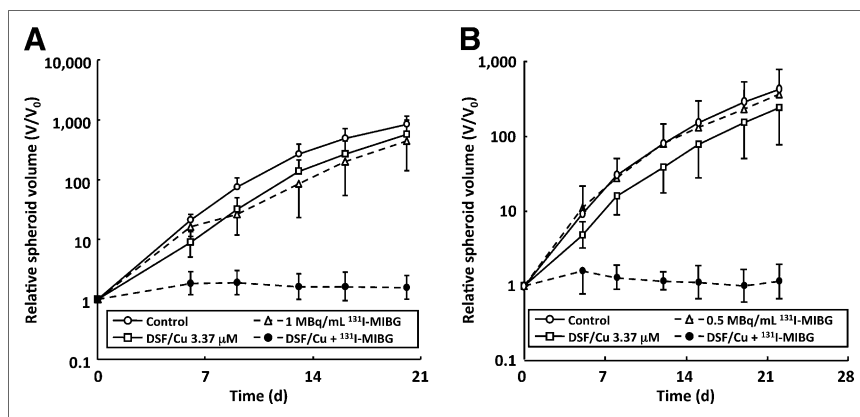 A
Relative spheroid volume (V/V₀)
10,000
1,000
100
10
1
0.1
Control
1 MBq/mL ¹³¹I-MIBG
DSF/Cu 3.37 µM
DSF/Cu + ¹³¹I-MIBG
0
7
14
21
Time (d)
B
Relative spheroid volume (V/V₀)
1,000
100
10
1
0.1
Control
0.5 MBq/mL ¹³¹I-MIBG
DSF/Cu 3.37 µM
DSF/Cu + ¹³¹I-MIBG
0
7
14
21
28
Time (d)